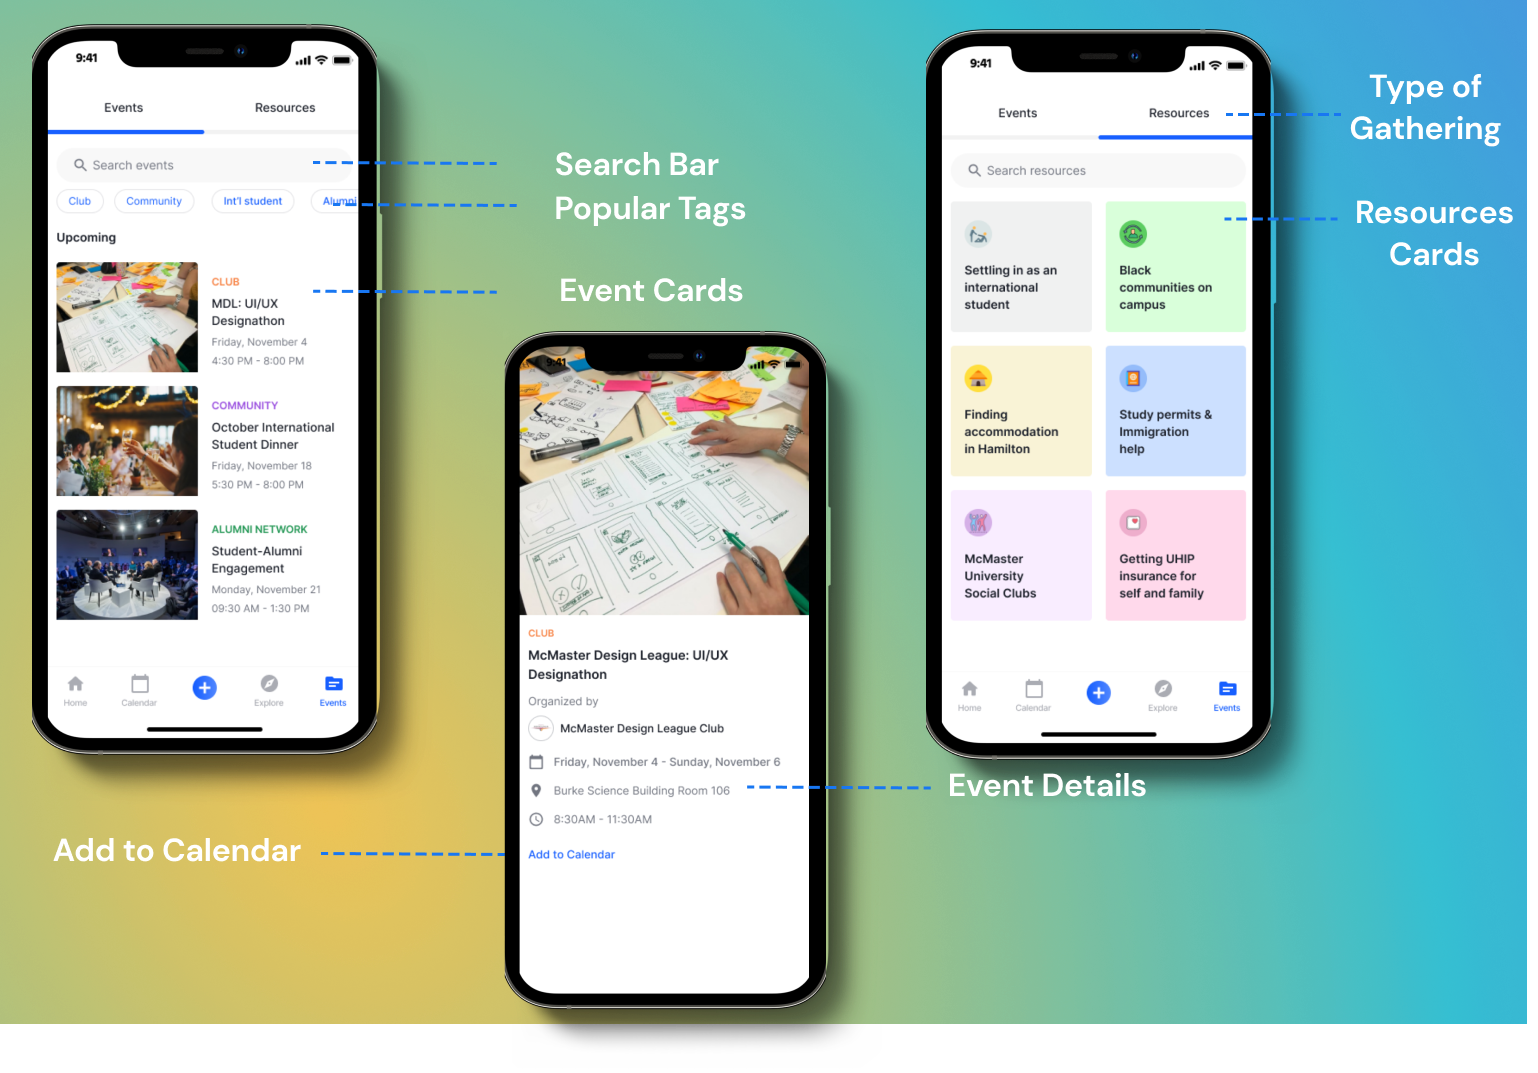 9:41
Events
Resources
Search events
Club
Community
Int'l student
Alumni
Upcoming
CLUB
MDL: UI/UX
Designathon
Friday, November 4
4:30 PM - 8:00 PM
COMMUNITY
October International
Student Dinner
Friday, November 18
5:30 PM - 8:00 PM
ALUMNI NETWORK
Student-Alumni
Engagement
Monday, November 21
09:30 AM - 1:30 PM
Home
Calendar
Explore
Events
Search Bar
Popular Tags
Event Cards
9:41
CLUB
McMaster Design League: UI/UX
Designathon
Organized by
McMaster Design League Club
Friday, November 4 - Sunday, November 6
Burke Science Building Room 106
8:30AM - 11:30AM
Add to Calendar
Add to Calendar
Event Details
9:41
Events
Resources
Search resources
Settling in as an
international
student
Black
communities on
campus
Finding
accommodation
in Hamilton
Study permits &
Immigration
help
McMaster
University
Social Clubs
Getting UHIP
insurance for
self and family
Home
Calendar
Explore
Events
Type of
Gathering
Resources
Cards